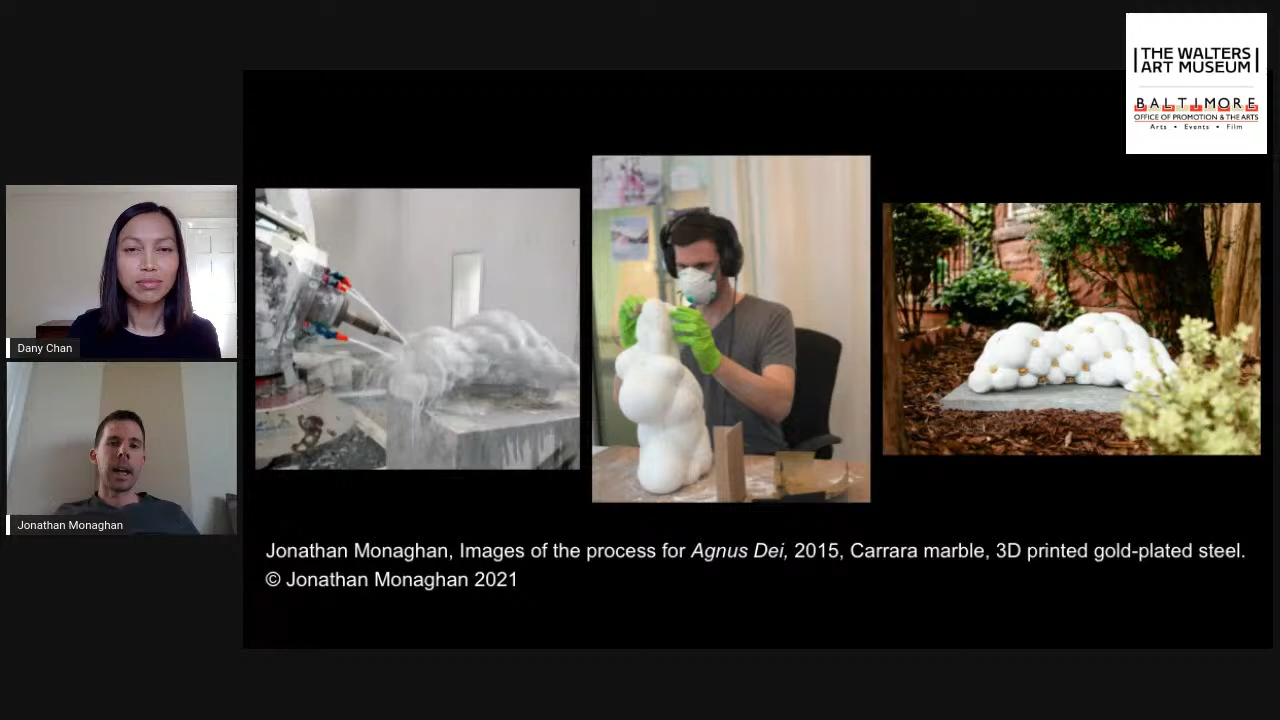 THE WALTERS
ART MUSEUM
BALTIMORE
OFFICE OF PROMOTION & THE ARTS
Arts • Events • Film
Dany Chan
Jonathan Monaghan
Jonathan Monaghan, Images of the process for Agnus Dei, 2015, Carrara marble, 3D printed gold-plated steel.
© Jonathan Monaghan 2021